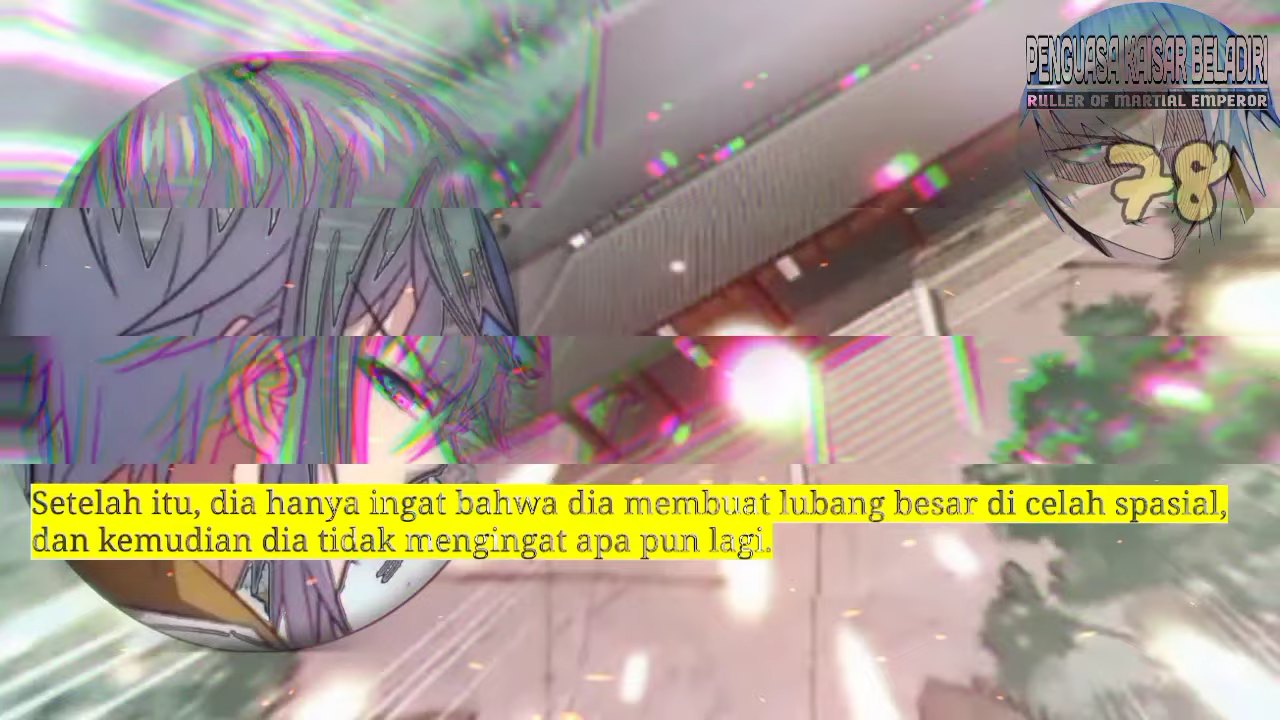 PENGUASA KAISAR BELADIRI
RULLER OF MARTIAL EMPEROR
78
Setelah itu, dia hanya ingat bahwa dia membuat lubang besar di celah spasial,
dan kemudian dia tidak mengingat apa pun lagi.